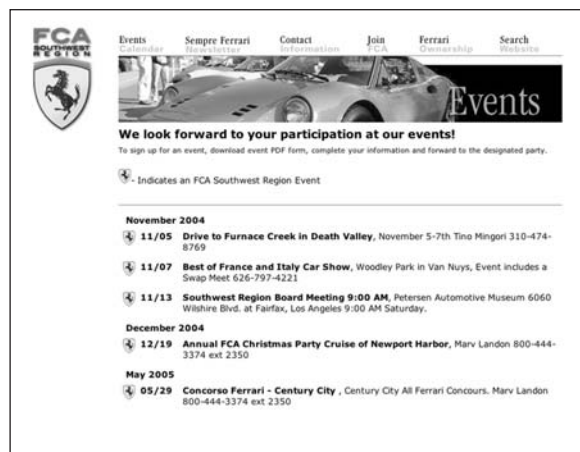 FCA
SOUTHWEST
REGION
Events
Calendar
Sempre Ferrari
Newsletter
Contact
Information
Join
FCA
Ferrari
Ownership
Search
Website
Events
We look forward to your participation at our events!
To sign up for an event, download event PDF form, complete your information and forward to the designated party.
- Indicates an FCA Southwest Region Event
November 2004
11/05 Drive to Furnace Creek in Death Valley, November 5-7th Tino Mingori 310-474-
8769
11/07 Best of France and Italy Car Show, Woodley Park in Van Nuys, Event includes a
Swap Meet 626-797-4221
11/13 Southwest Region Board Meeting 9:00 AM, Petersen Automotive Museum 6060
Wilshire Blvd. at Fairfax, Los Angeles 9:00 AM Saturday.
December 2004
12/19 Annual FCA Christmas Party Cruise of Newport Harbor, Marv Landon 800-444-
3374 ext 2350
May 2005
05/29 Concorso Ferrari - Century City , Century City All Ferrari Concours. Marv Landon
800-444-3374 ext 2350